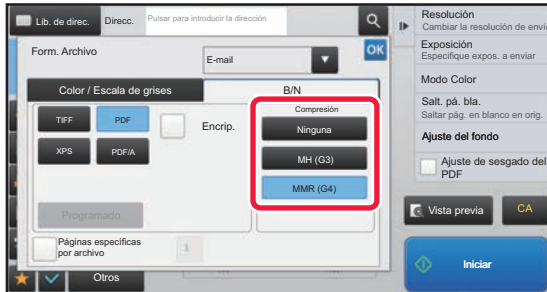 Lib. de direc.
Direcc.
Pulsar para introducir la dirección
Form. Archivo
E-mail
OK
Color / Escala de grises
B/N
TIFF
PDF
Encrip.
XPS
PDF/A
Programado
Páginas específicas
por archivo
1
Compresión
Ninguna
MH (G3)
MMR (G4)
Otros
Resolución
Cambiar la resolución de envío
Exposición
Especifique expos. a enviar
Modo Color
Salt. pá. bla.
Saltar pág. en blanco en orig.
Ajuste del fondo
Ajuste de sesgado del
PDF
Vista previa
CA
Iniciar